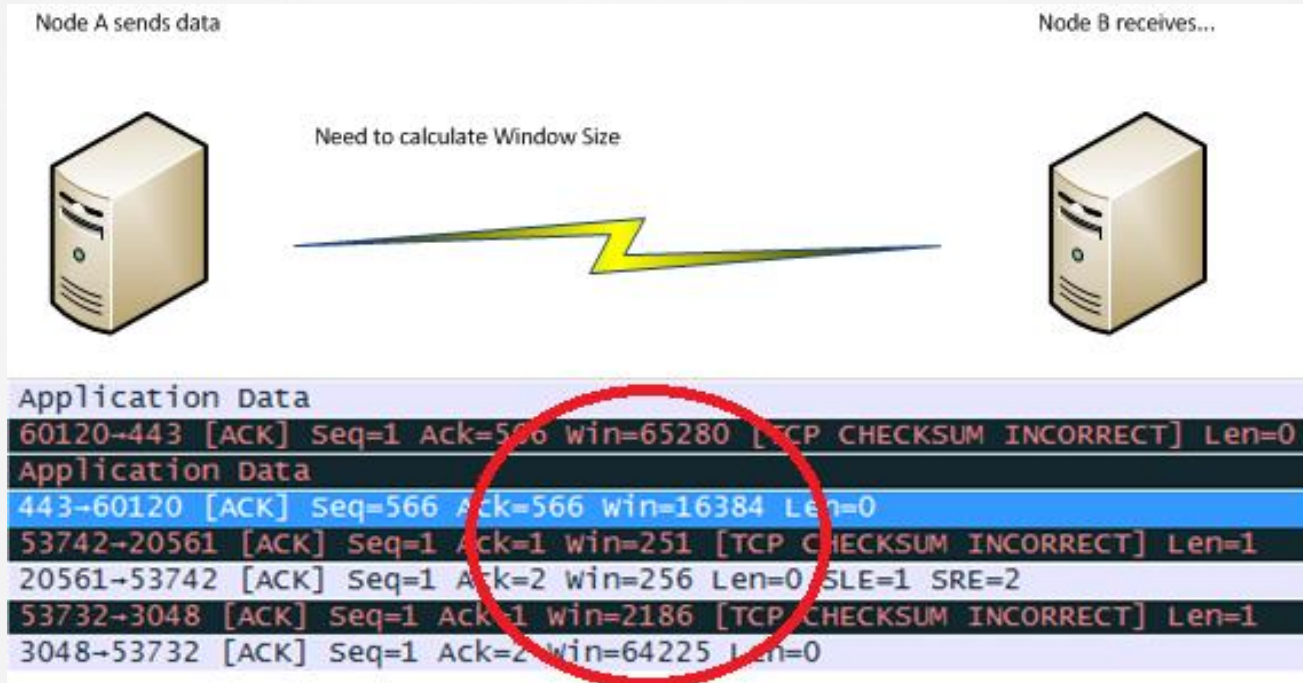 Node A sends data
Node B receives...
Need to calculate Window Size
Application Data
60120→443 [ACK] Seq=1 Ack=566 Win=65280 [TCP CHECKSUM INCORRECT] Len=0
Application Data
443→60120 [ACK] Seq=566 Ack=566 Win=16384 Len=0
53742→20561 [ACK] Seq=1 Ack=1 Win=251 [TCP CHECKSUM INCORRECT] Len=1
20561→53742 [ACK] Seq=1 Ack=2 Win=256 Len=0 SLE=1 SRE=2
53732→3048 [ACK] Seq=1 Ack=1 Win=2186 [TCP CHECKSUM INCORRECT] Len=1
3048→53732 [ACK] Seq=1 Ack=2 Win=64225 Len=0